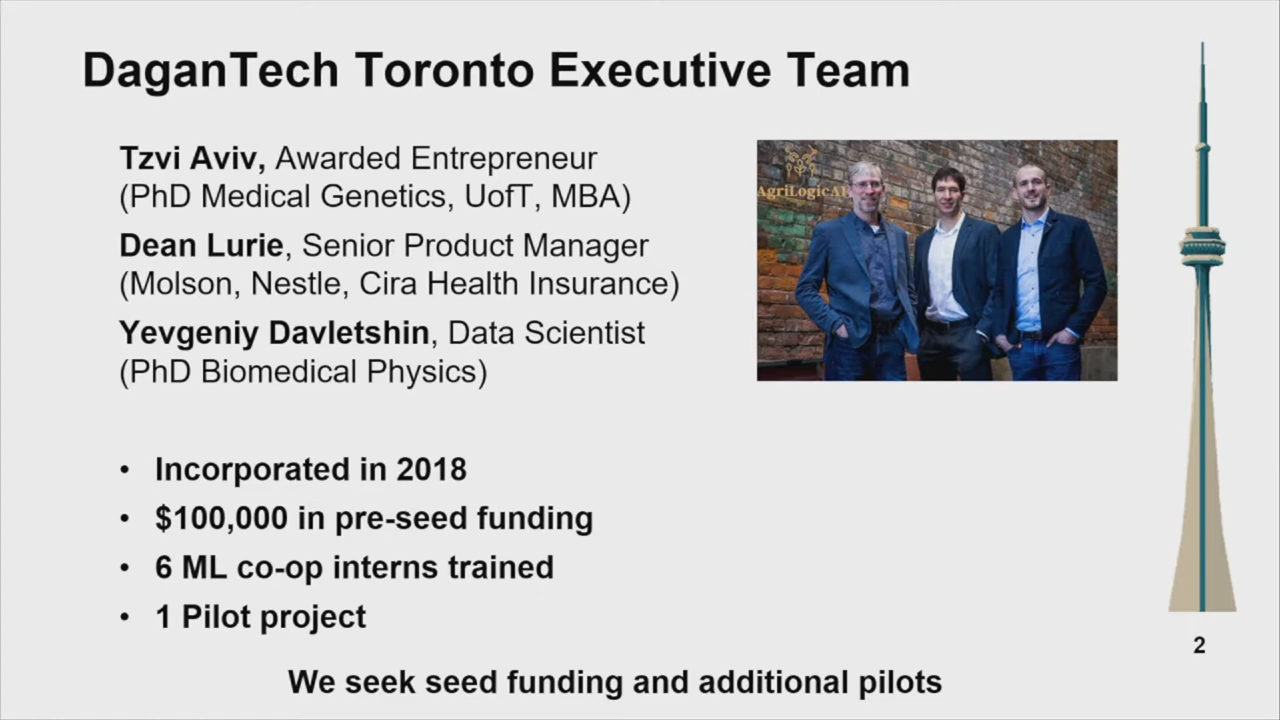 DaganTech Toronto Executive Team
Tzvi Aviv, Awarded Entrepreneur
(PhD Medical Genetics, UofT, MBA)
Dean Lurie, Senior Product Manager
(Molson, Nestle, Cira Health Insurance)
Yevgeniy Davletshin, Data Scientist
(PhD Biomedical Physics)
AgriLogicAI
• Incorporated in 2018
• $100,000 in pre-seed funding
• 6 ML co-op interns trained
• 1 Pilot project
2
We seek seed funding and additional pilots